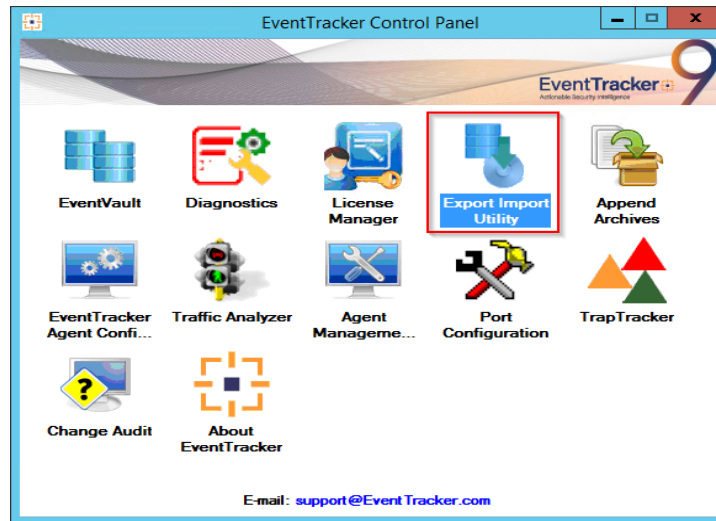 EventTracker Control Panel
EventTracker
Actionable Security Intelligence
9
EventVault
Diagnostics
License
Manager
Export Import
Utility
Append
Archives
EventTracker
Agent Confi...
Traffic Analyzer
Agent
Manageme...
Port
Configuration
TrapTracker
?
Change Audit
About
EventTracker
E-mail: support@EventTracker.com